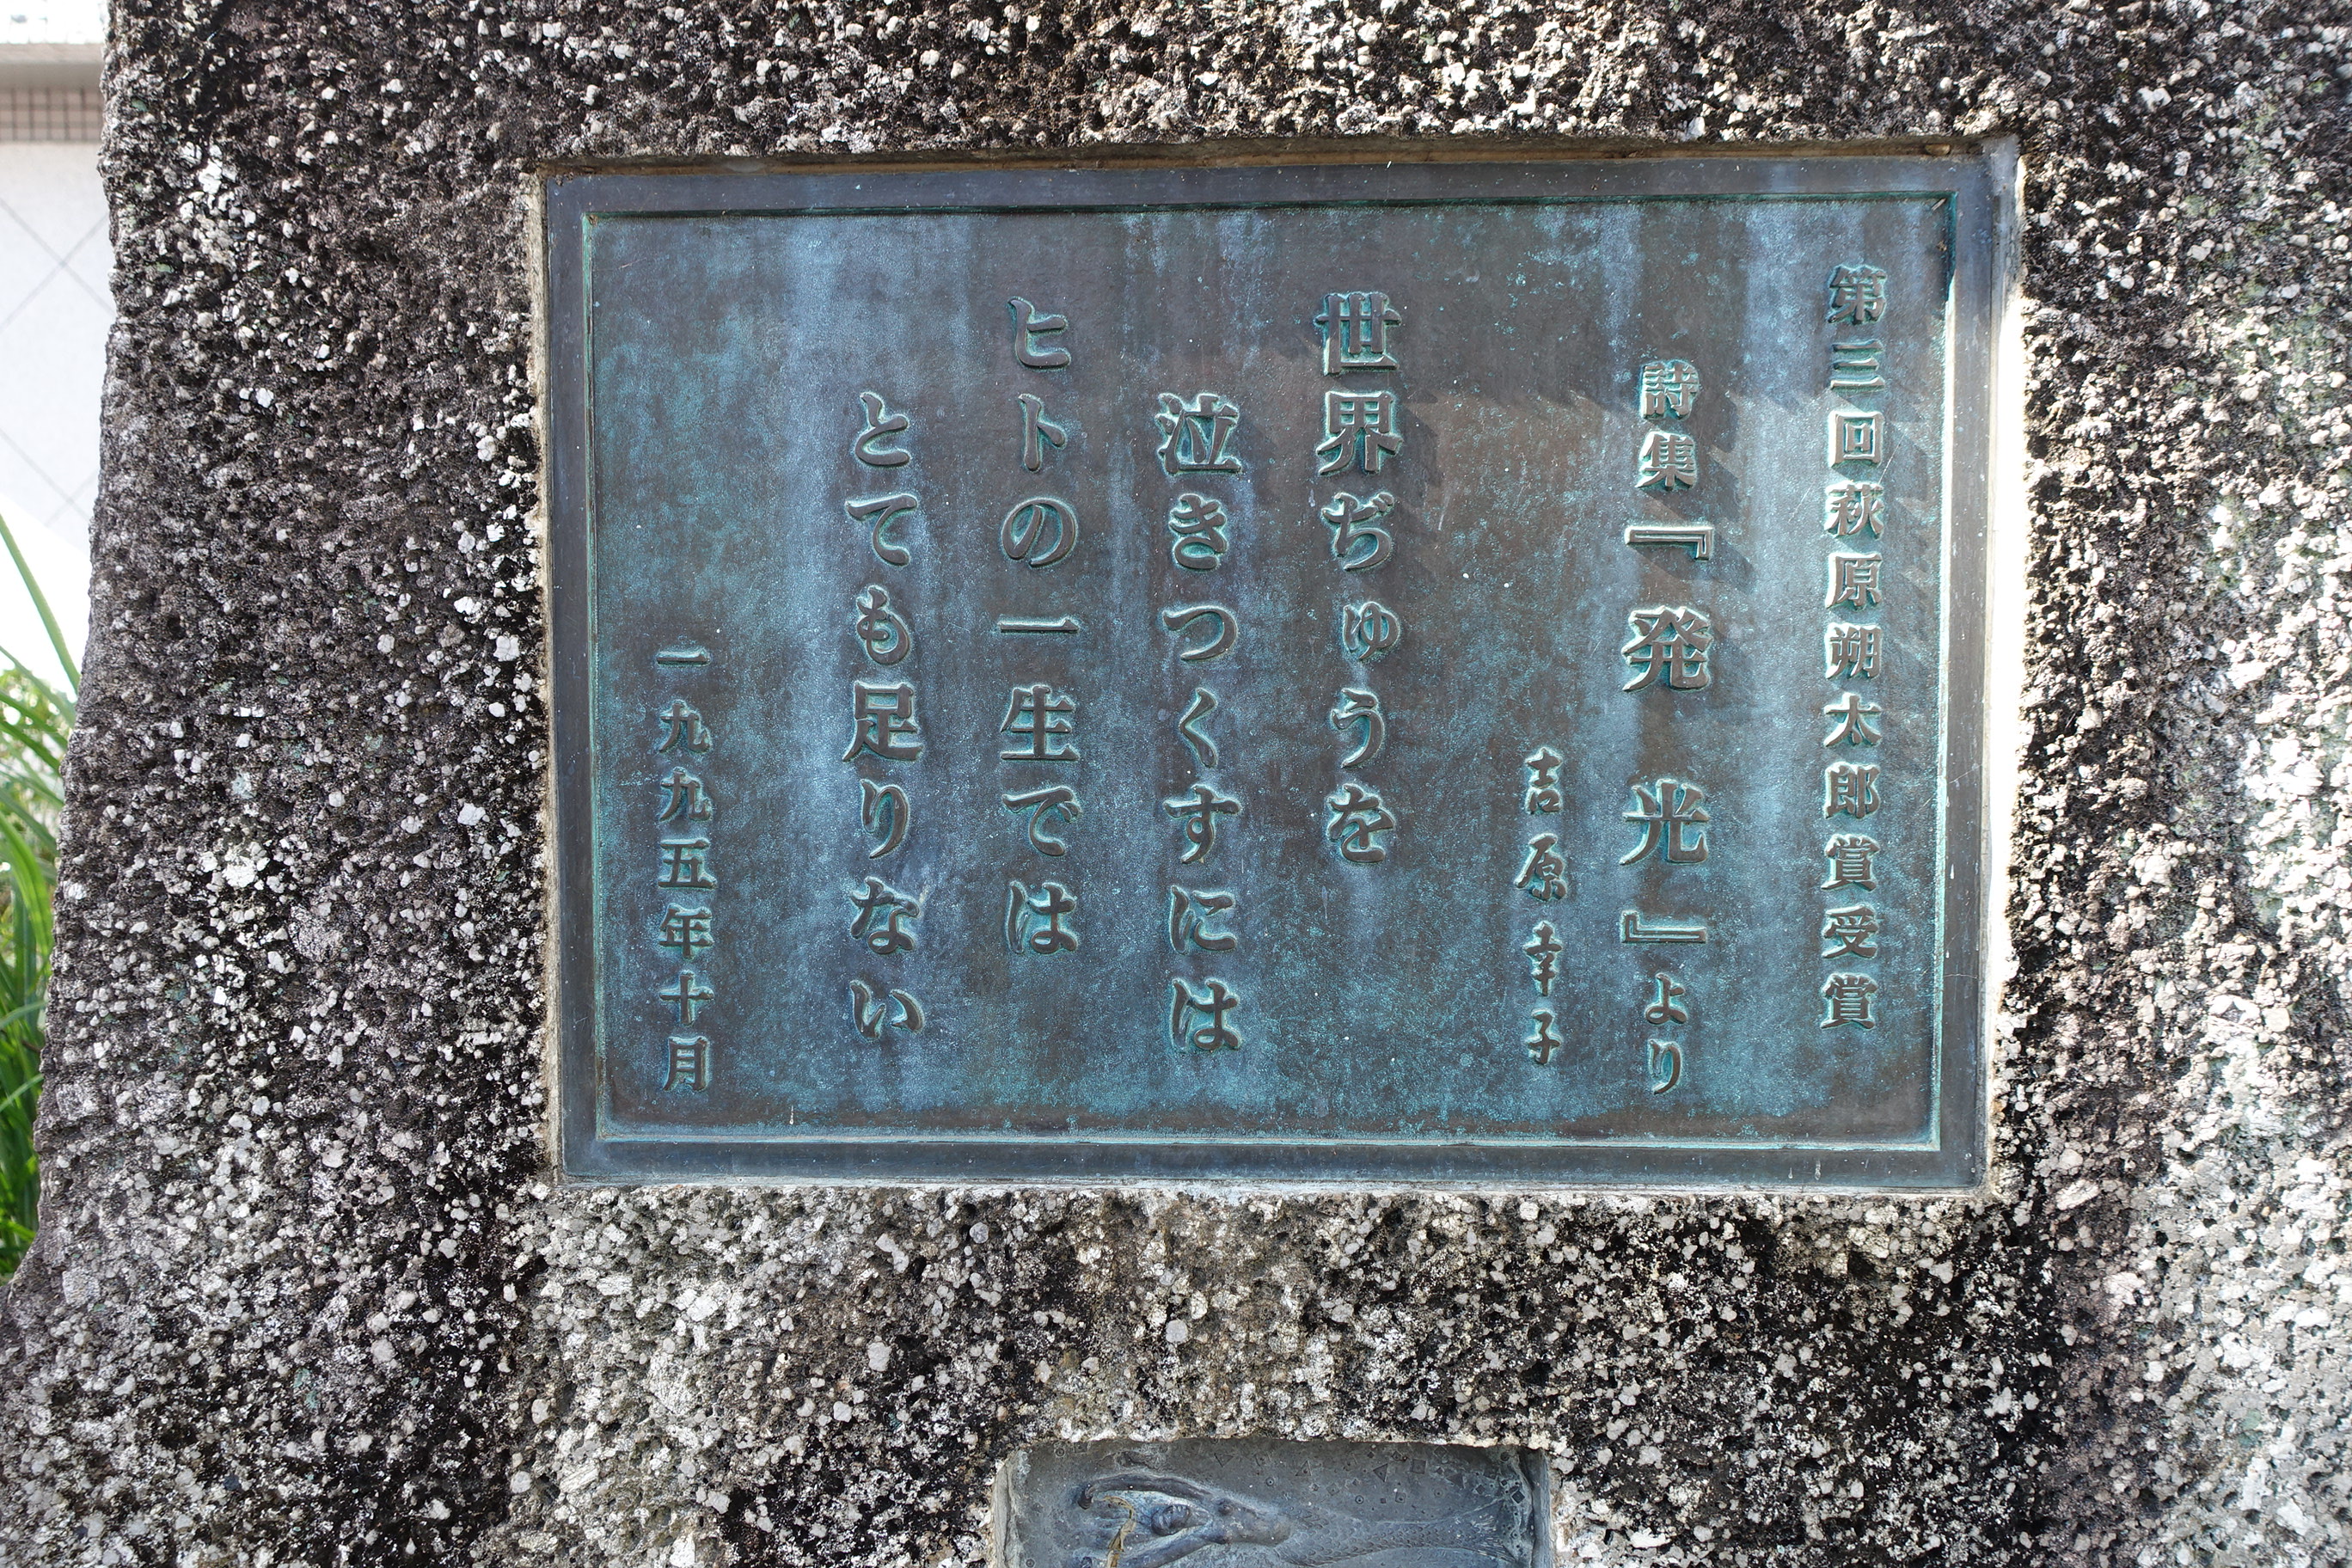 第三回萩原朔太郎賞受賞
詩集『発光』より
吉原幸子
世界ぢゅうを
泣きつくすには
ヒトの一生では
とても足りない
一九九五年十月